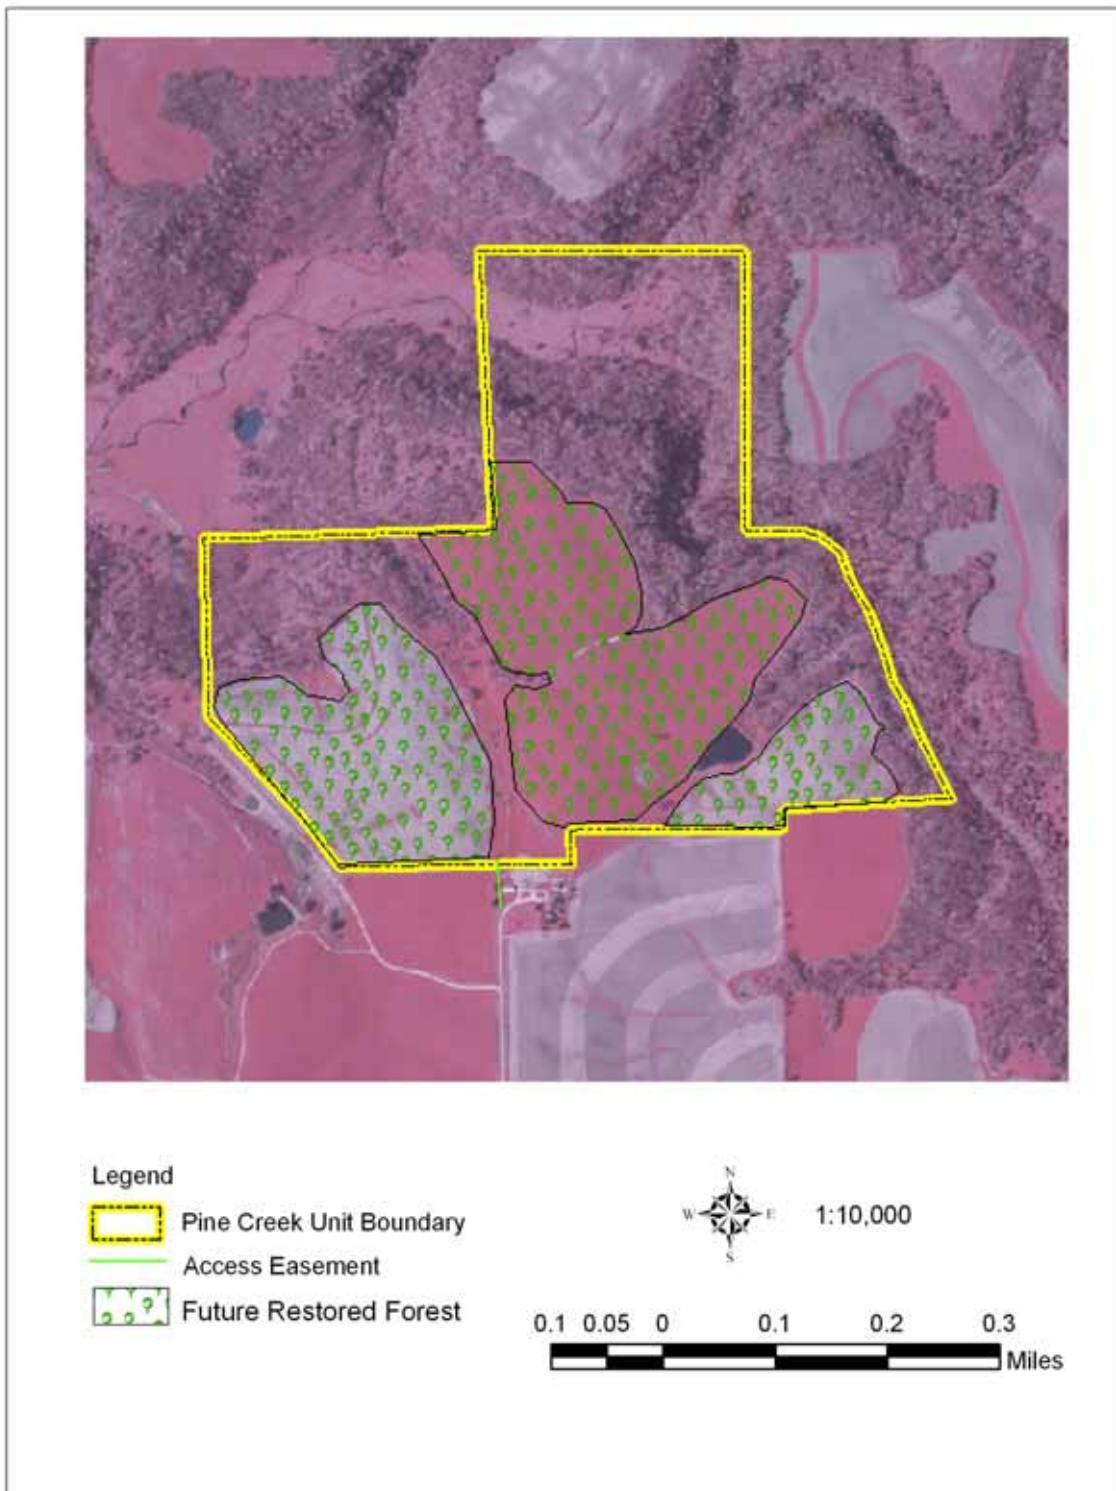 Legend
Pine Creek Unit Boundary
Access Easement
Future Restored Forest
N
W E
S
1:10,000
0.1 0.05 0 0.1 0.2 0.3
Miles